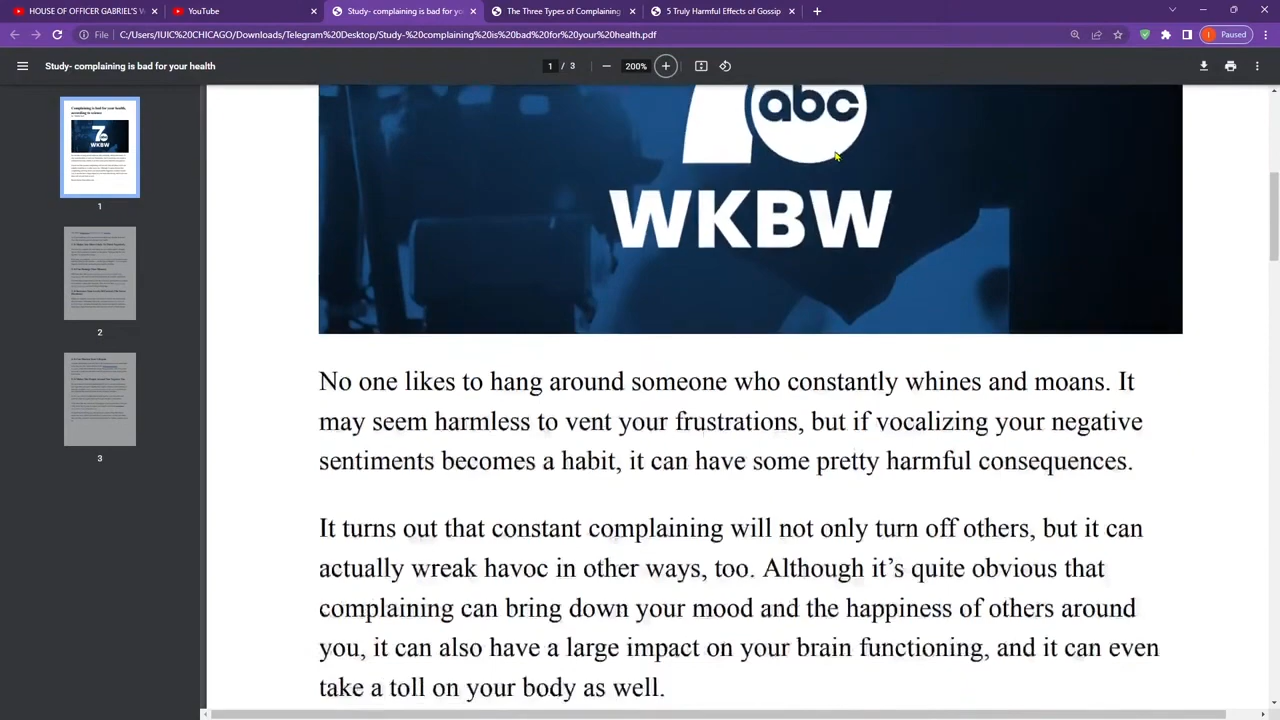 HOUSE OF OFFICER GABRIEL'S W
YouTube
Study- complaining is bad for yo
The Three Types of Complaining
5 Truly Harmful Effects of Gossip
File
C:/Users/IUIC%20CHICAGO/Downloads/Telegram%20Desktop/Study-%20complaining%20is%20bad%20for%20your%20health.pdf
I
Paused
Study- complaining is bad for your health
1 / 3
200%
1
2
3
7
abc
WKBW
No one likes to hang around someone who constantly whines and moans. It
may seem harmless to vent your frustrations, but if vocalizing your negative
sentiments becomes a habit, it can have some pretty harmful consequences.
It turns out that constant complaining will not only turn off others, but it can
actually wreak havoc in other ways, too. Although it’s quite obvious that
complaining can bring down your mood and the happiness of others around
you, it can also have a large impact on your brain functioning, and it can even
take a toll on your body as well.